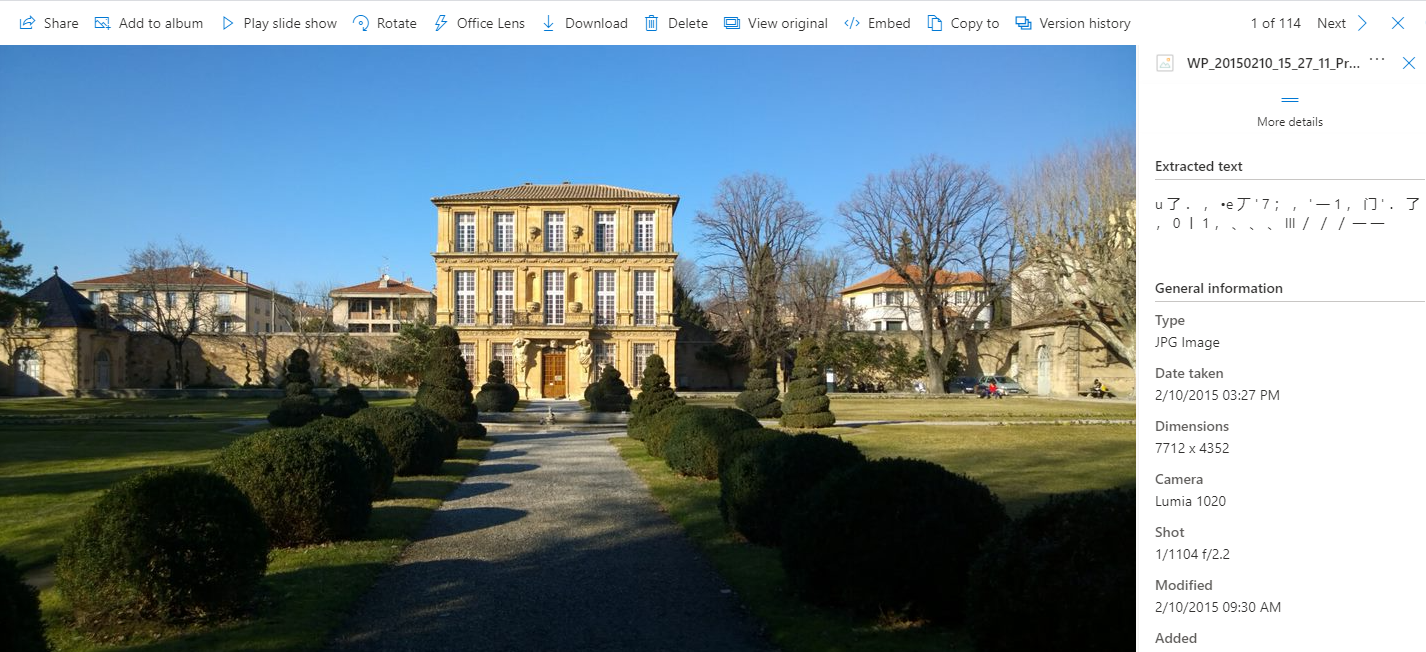 Share Add to album Play slide show Rotate Office Lens Download Delete View original Embed Copy to Version history 1 of 114 Next
WP_20150210_15_27_11_Pr... ...
More details
Extracted text
u 了 . , •e 丆 ' 7 ; , ' 一 1 , 门 ' . 了
, 0 丨 1 , 、 、 、 III / / / 一 一
General information
Type
JPG Image
Date taken
2/10/2015 03:27 PM
Dimensions
7712 x 4352
Camera
Lumia 1020
Shot
1/1104 f/2.2
Modified
2/10/2015 09:30 AM
Added